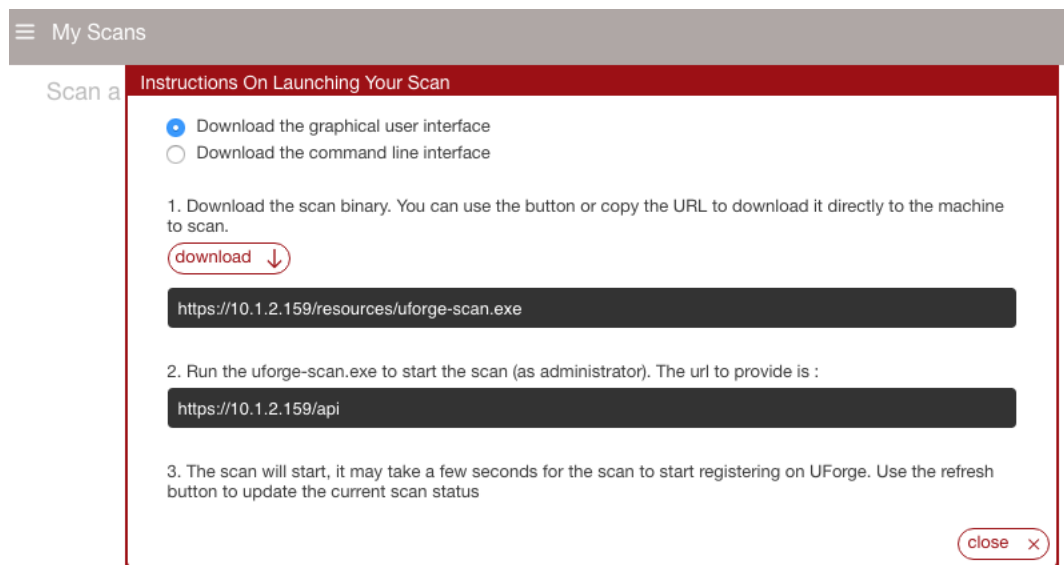 My Scans
Scan a
Instructions On Launching Your Scan
Download the graphical user interface
Download the command line interface
1. Download the scan binary. You can use the button or copy the URL to download it directly to the machine
to scan.
download
https://10.1.2.159/resources/uforge-scan.exe
2. Run the uforge-scan.exe to start the scan (as administrator). The url to provide is :
https://10.1.2.159/api
3. The scan will start, it may take a few seconds for the scan to start registering on UForge. Use the refresh
button to update the current scan status
close